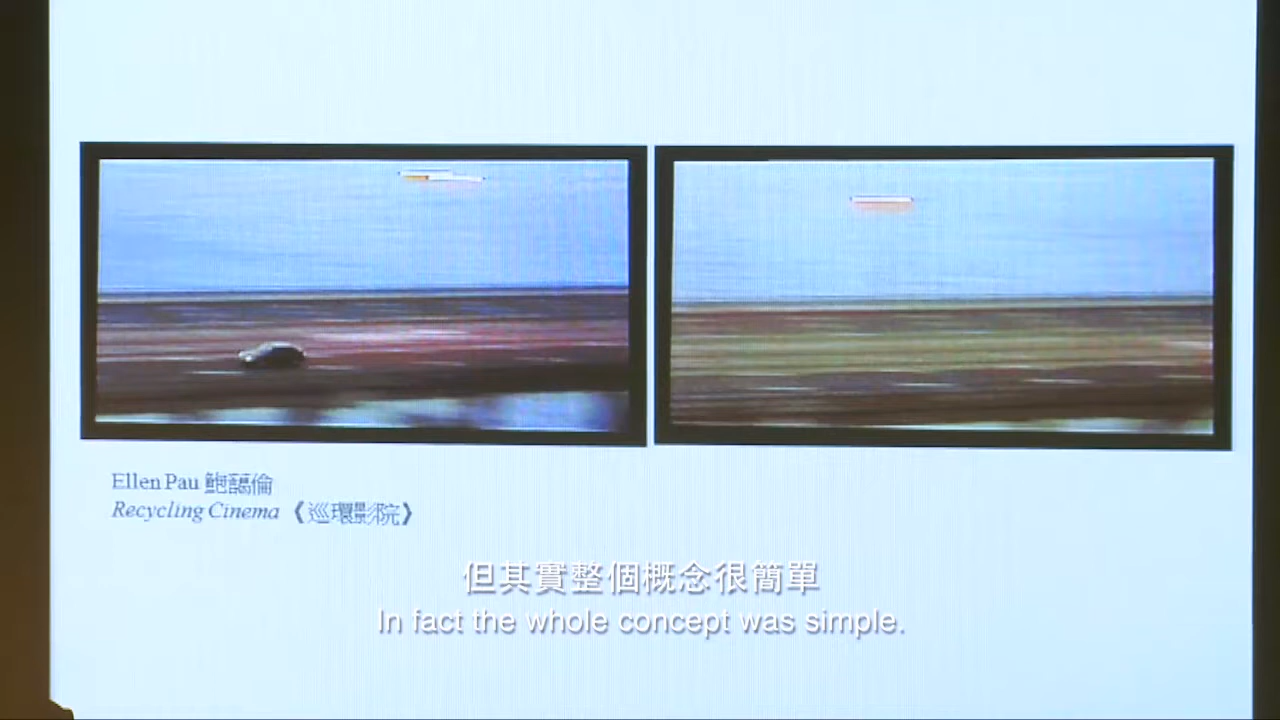 Ellen Pau 鮑藹倫
Recycling Cinema 《巡環影院》
但其實整個概念很簡單
In fact the whole concept was simple.